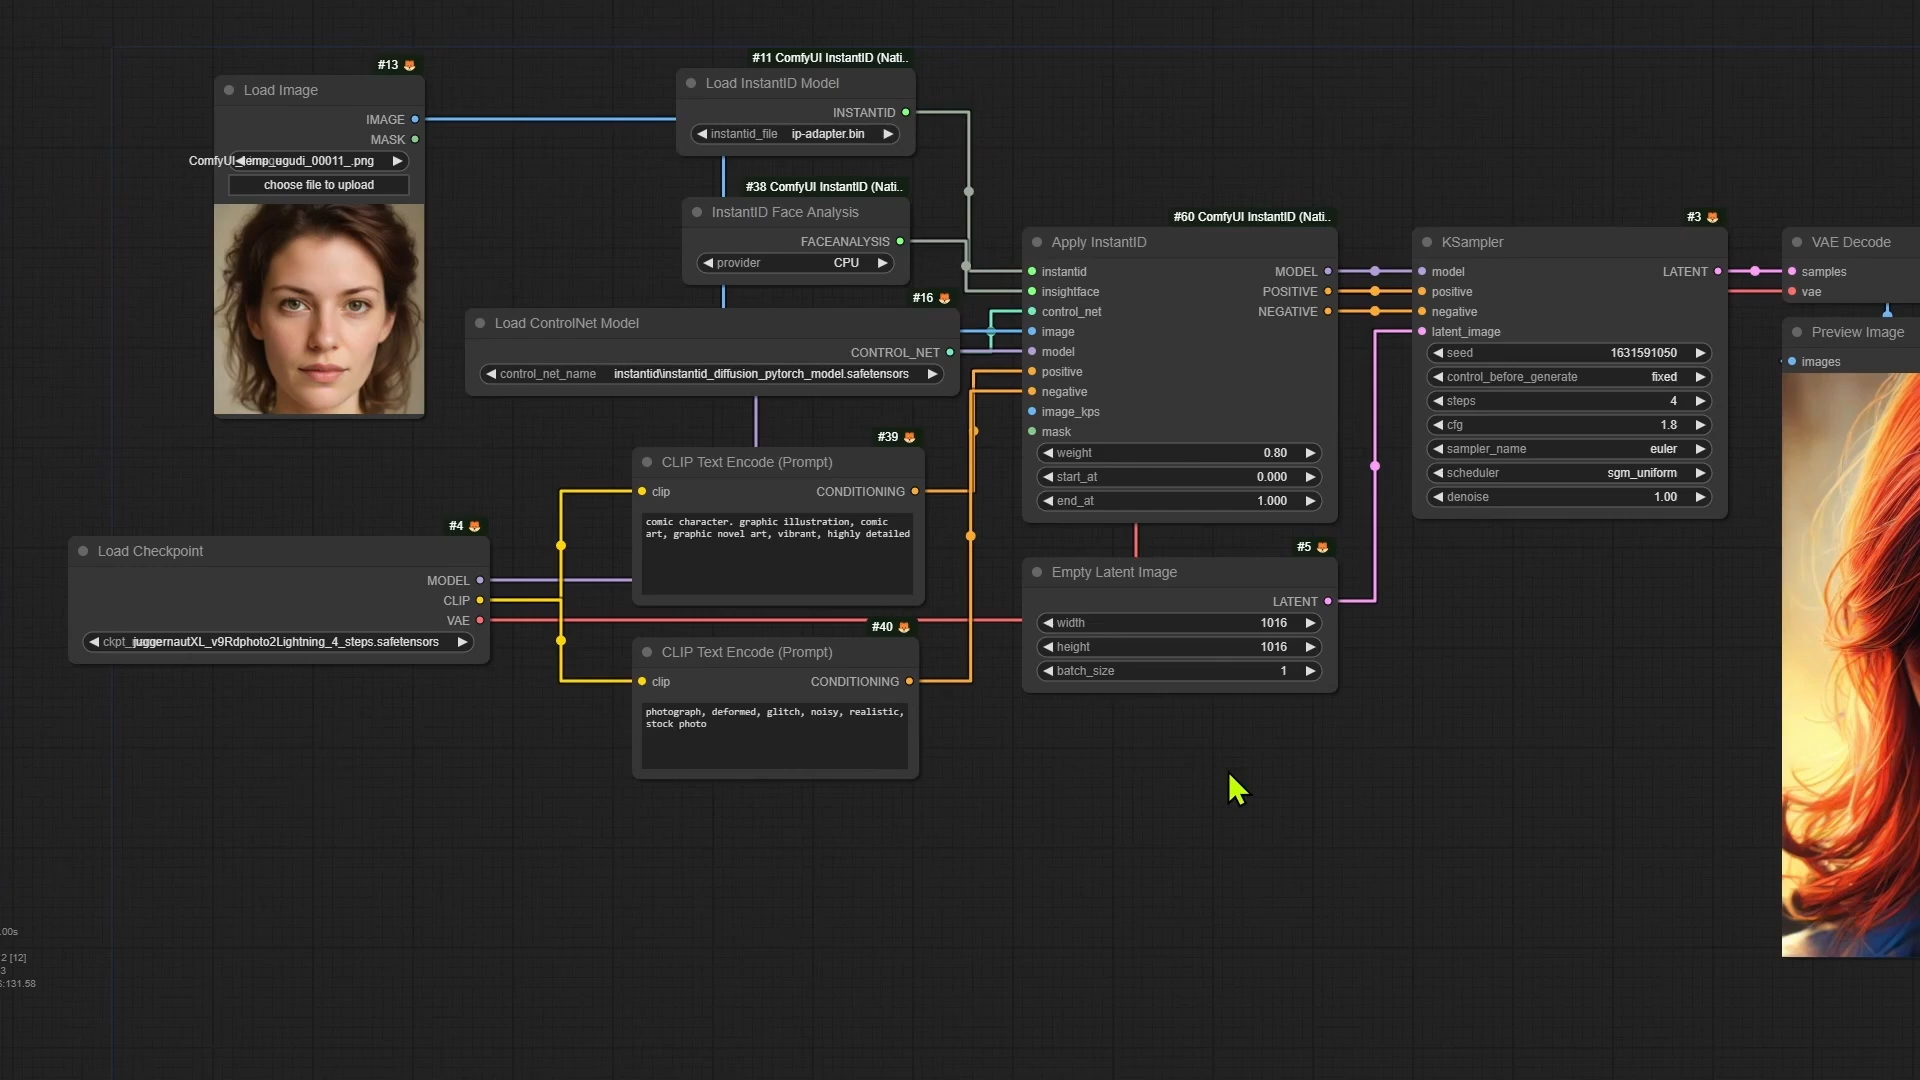 #13
Load Image
IMAGE
MASK
choose file to upload
#11 ComfyUI InstantID (Nati..
Load InstantID Model
INSTANTID
instantid_file ip-adapter.bin
#38 ComfyUI InstantID (Nati..
InstantID Face Analysis
FACEANALYSIS
provider CPU
#16
Load ControlNet Model
CONTROL_NET
control_net_name instantid\instantid_diffusion_pytorch_model.safetensors
#39
CLIP Text Encode (Prompt)
clip CONDITIONING
comic character. graphic illustration, comic
art, graphic novel art, vibrant, highly detailed
#4
Load Checkpoint
MODEL
CLIP
VAE
juggernautXL_v9Rdphoto2Lightning_4_steps.safetensors
#40
CLIP Text Encode (Prompt)
clip CONDITIONING
photograph, deformed, glitch, noisy, realistic,
stock photo
#60 ComfyUI InstantID (Nati..
Apply InstantID
instantid MODEL
insightface POSITIVE
control_net NEGATIVE
image
model
positive
negative
image_kps
mask
weight 0.80
start_at 0.000
end_at 1.000
#5
Empty Latent Image
LATENT
width 1016
height 1016
batch_size 1
#3
KSampler
model LATENT
positive
negative
latent_image
seed 1631591050
control_before_generate fixed
steps 4
cfg 1.8
sampler_name euler
scheduler sgm_uniform
denoise 1.00
VAE Decode
samples
vae
Preview Image
images
.00s
2 [12]
3
:131.58